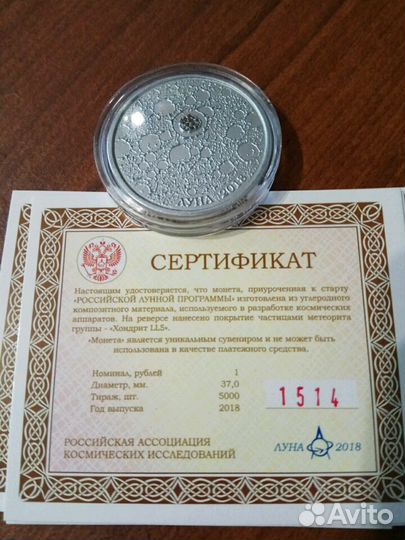 ЛУНА 2018
СЕРТИФИКАТ
Настоящим удостоверяется, что монета, приуроченная к старту
«РОССИЙСКОЙ ЛУННОЙ ПРОГРАММЫ» изготовлена из углеродного
композитного материала, используемого в разработке космических
аппаратов. На реверсе нанесено покрытие частицами метеорита
группы - «Хондрит LL5».
«Монета» является уникальным сувениром и не может быть
использована в качестве платежного средства.
Номинал, рублей 1
Диаметр, мм. 37,0
Тираж, шт. 5000
Год выпуска 2018
1514
РОССИЙСКАЯ АССОЦИАЦИЯ
КОСМИЧЕСКИХ ИССЛЕДОВАНИЙ
ЛУНА 2018
Avito